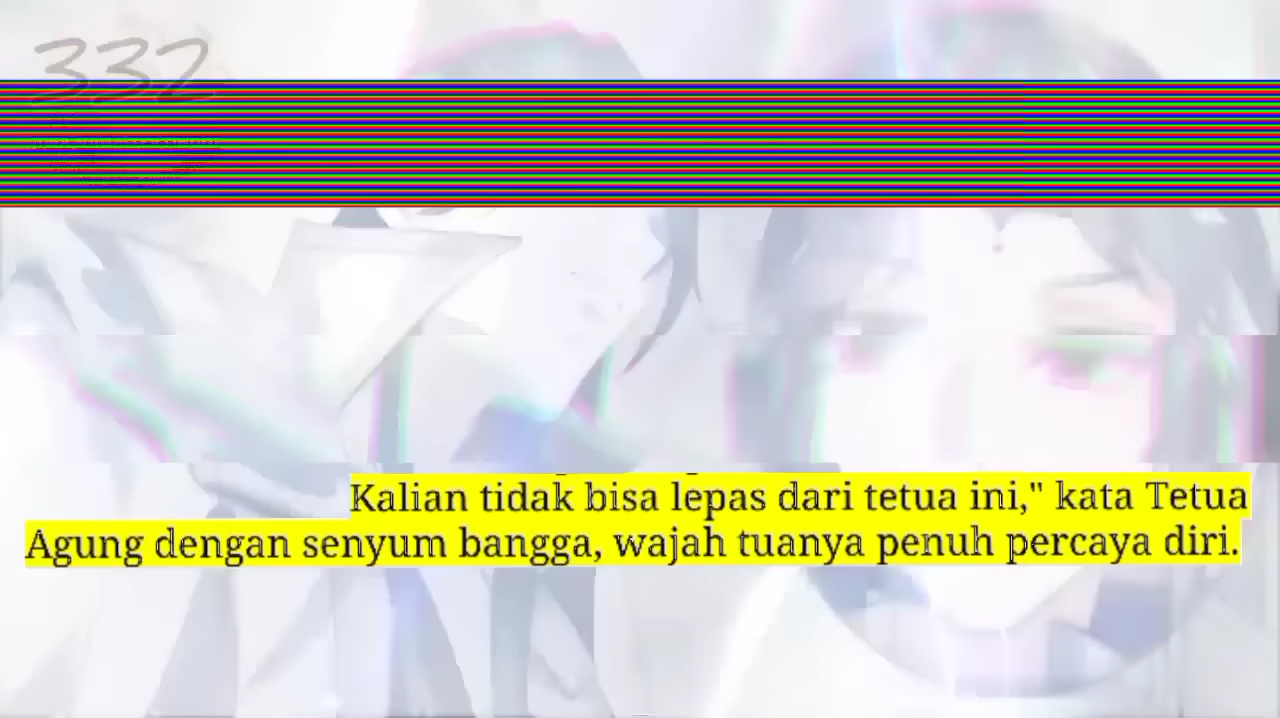 332
Kalian tidak bisa lepas dari tetua ini," kata Tetua
Agung dengan senyum bangga, wajah tuanya penuh percaya diri.